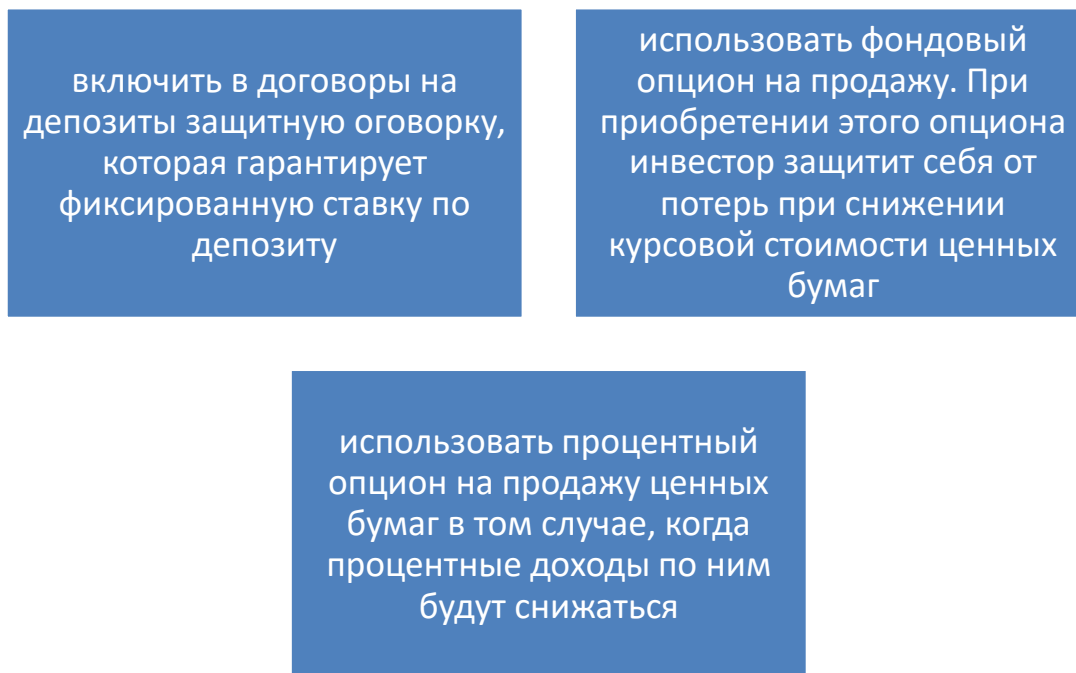 включить в договоры на
депозиты защитную оговорку,
которая гарантирует
фиксированную ставку по
депозиту
использовать фондовый
опцион на продажу. При
приобретении этого опциона
инвестор защитит себя от
потерь при снижении
курсовой стоимости ценных
бумаг
использовать процентный
опцион на продажу ценных
бумаг в том случае, когда
процентные доходы по ним
будут снижаться